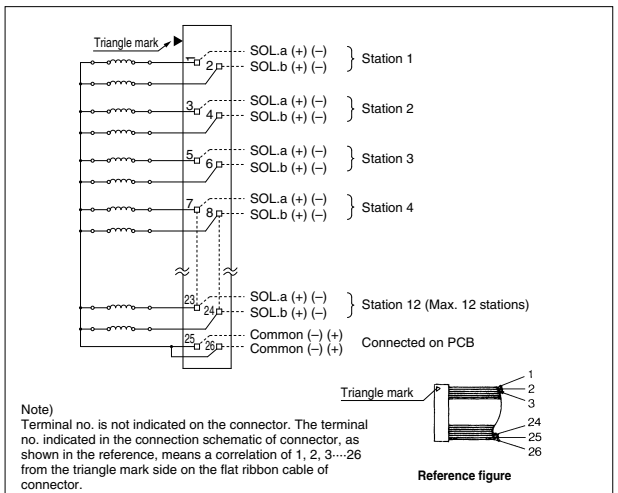 Triangle mark
1
2
SOL.a (+) (–)
SOL.b (+) (–)
Station 1
3
4
SOL.a (+) (–)
SOL.b (+) (–)
Station 2
5
6
SOL.a (+) (–)
SOL.b (+) (–)
Station 3
7
8
SOL.a (+) (–)
SOL.b (+) (–)
Station 4
23
24
SOL.a (+) (–)
SOL.b (+) (–)
Station 12 (Max. 12 stations)
25
26
Common (–) (+)
Common (–) (+)
Connected on PCB
Triangle mark
1
2
3
24
25
26
Reference figure
Note)
Terminal no. is not indicated on the connector. The terminal
no. indicated in the connection schematic of connector, as
shown in the reference, means a correlation of 1, 2, 3····26
from the triangle mark side on the flat ribbon cable of
connector.